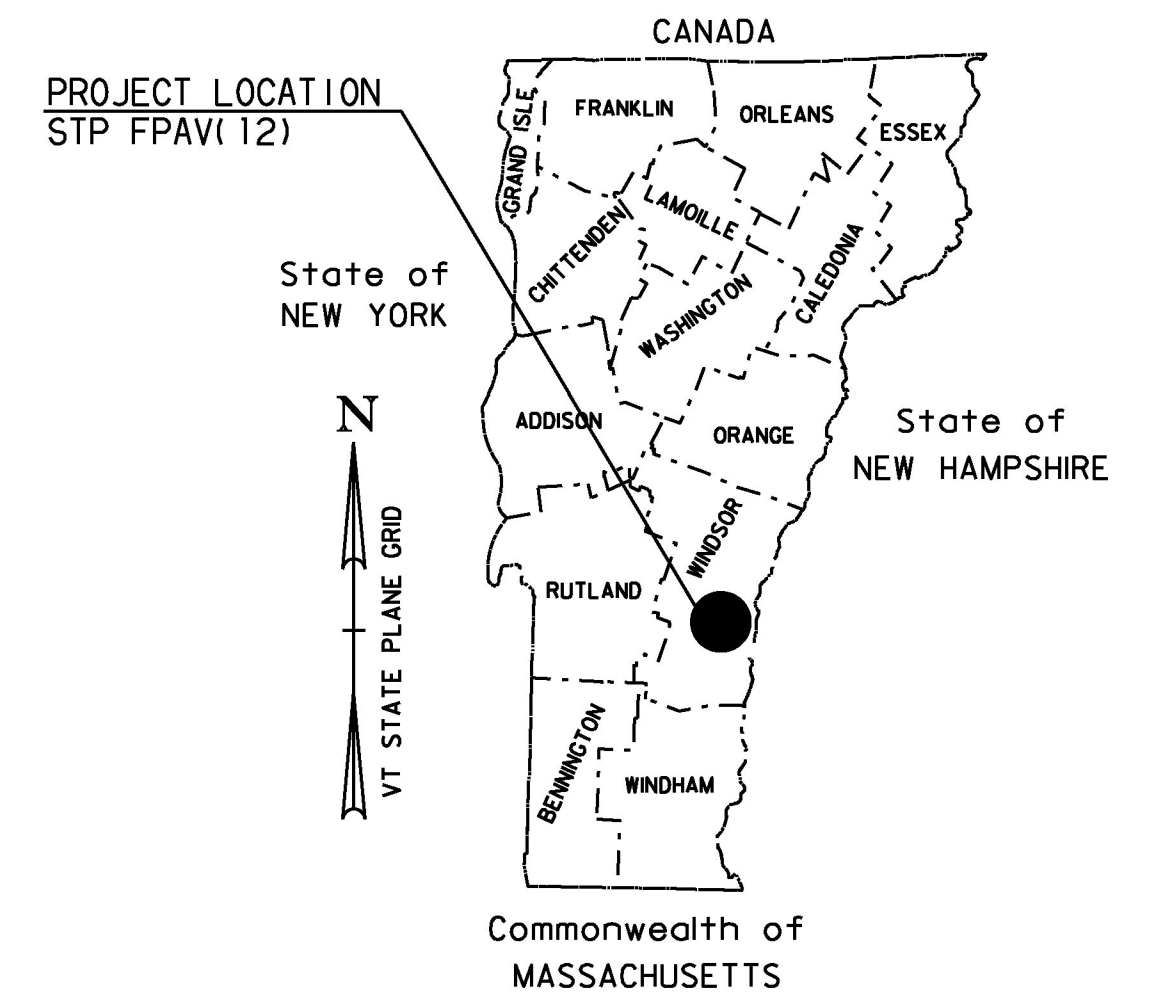 CANADA
PROJECT LOCATION
STP FPAV(12)
GRAND ISLE
FRANKLIN
ORLEANS
ESSEX
LAMOILLE
CHITTENDEN
CALEDONIA
WASHINGTON
State of
NEW YORK
ADDISON
ORANGE
State of
NEW HAMPSHIRE
N
VT STATE PLANE GRID
WINDSOR
RUTLAND
BENNINGTON
WINDHAM
Commonwealth of
MASSACHUSETTS